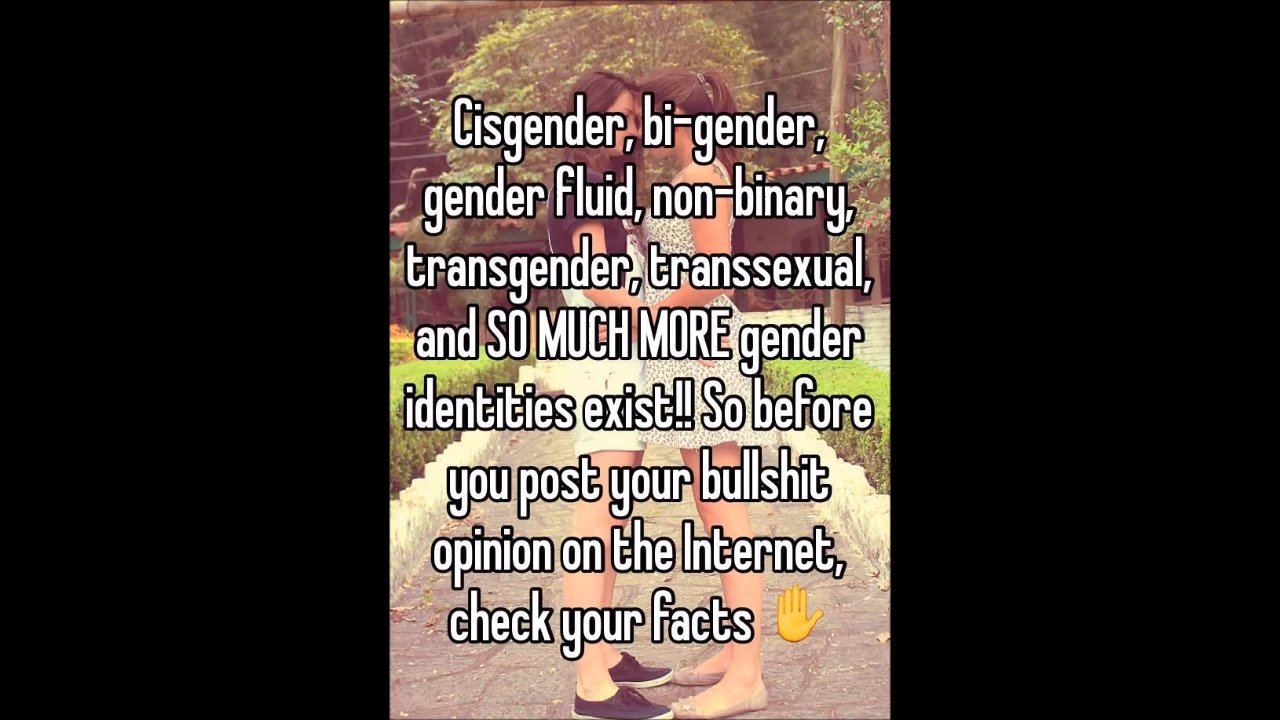 Cisgender, bi-gender,
gender fluid, non-binary,
transgender, transsexual,
and SO MUCH MORE gender
identities exist!! So before
you post your bullshit
opinion on the Internet,
check your facts ✋